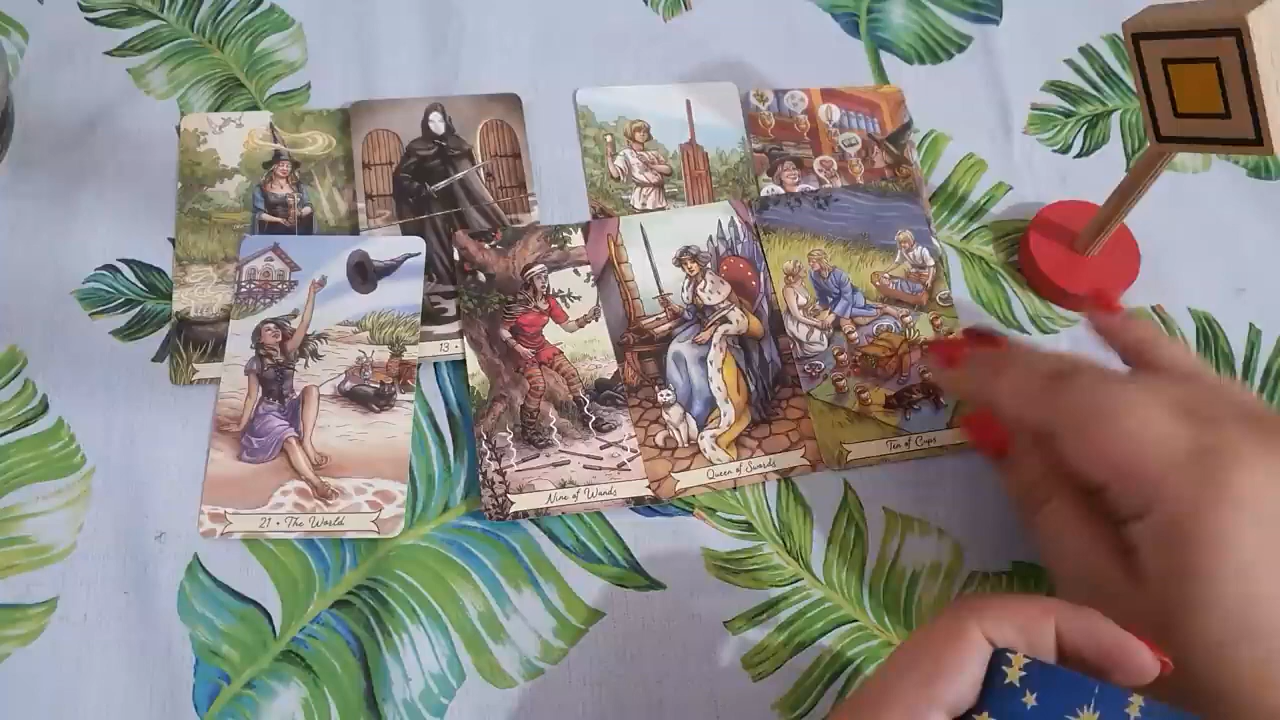 13 •
21 • The World
Nine of Wands
Queen of Swords
Ten of Cups